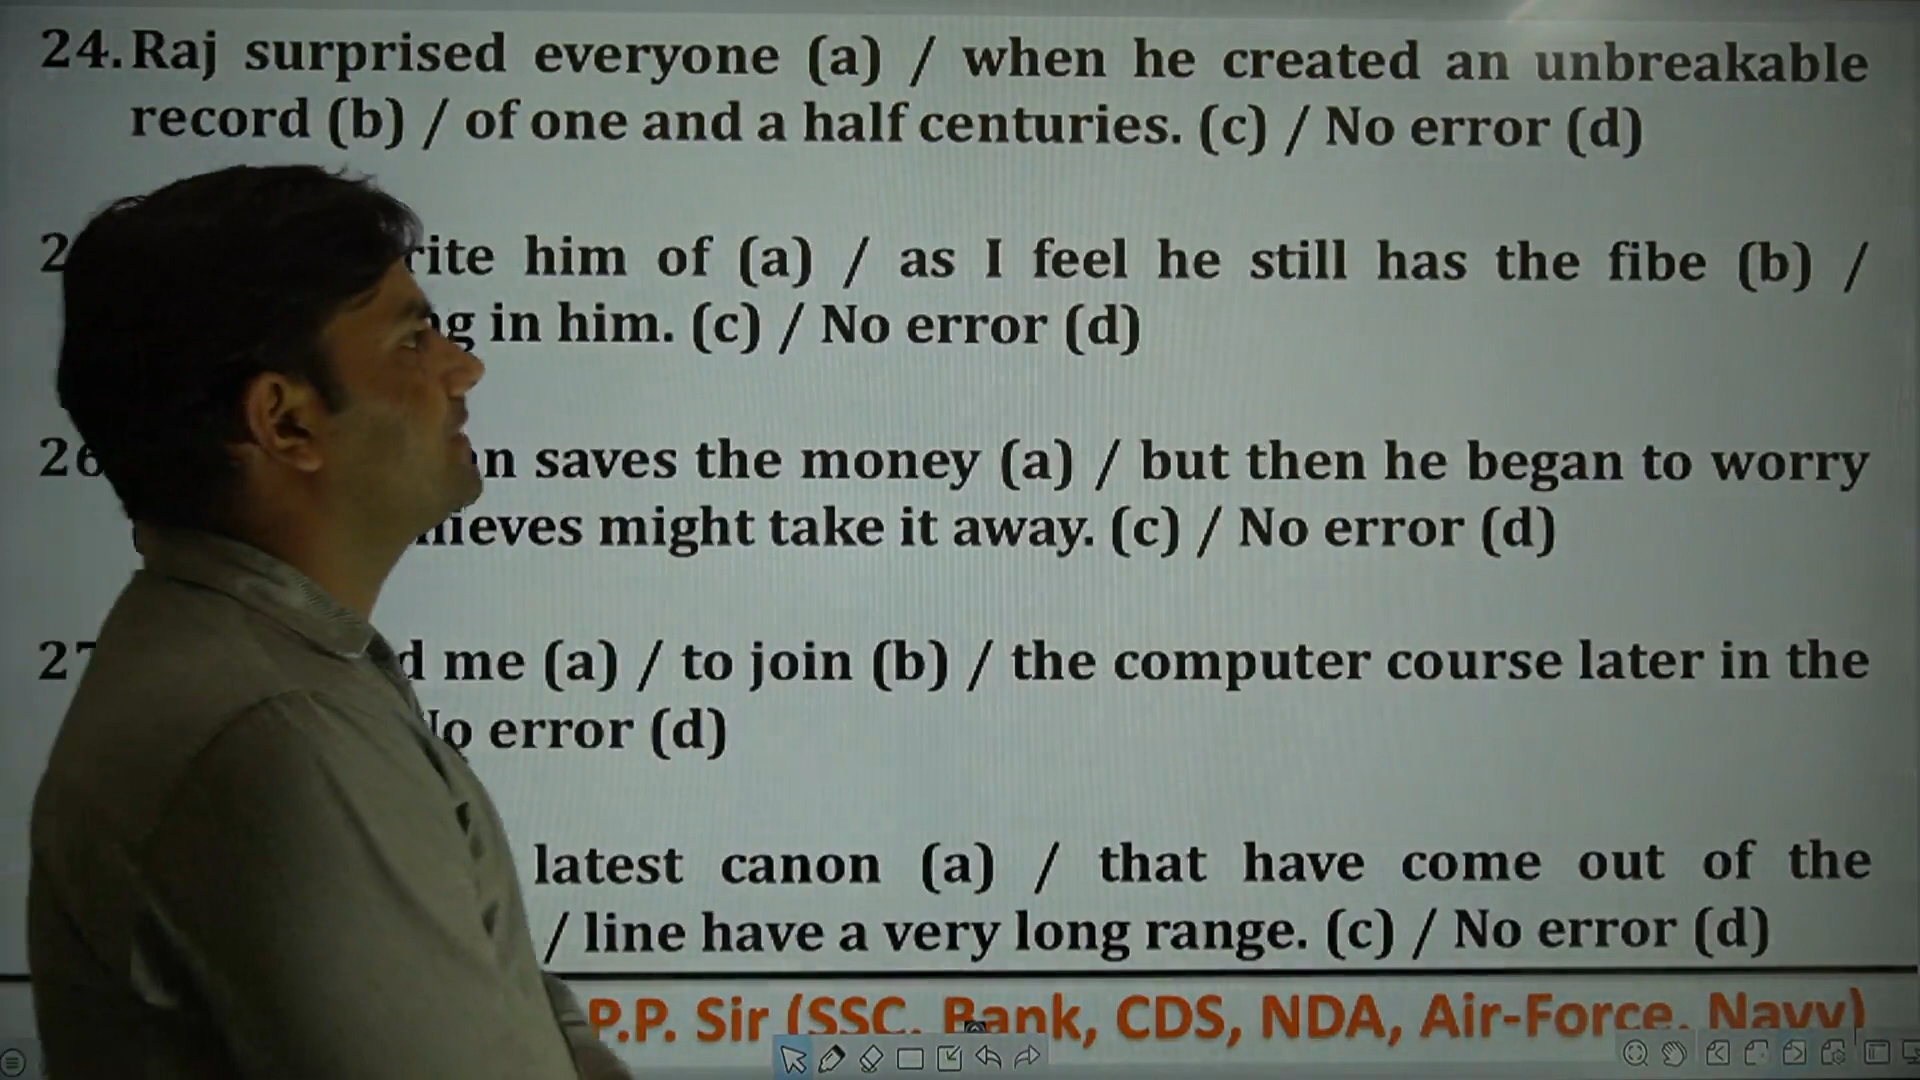 24. Raj surprised everyone (a) / when he created an unbreakable
record (b) / of one and a half centuries. (c) / No error (d)
him of (a) / as I feel he still has the fibe (b) /
in him. (c) / No error (d)
26 saves the money (a) / but then he began to worry
might take it away. (c) / No error (d)
me (a) / to join (b) / the computer course later in the
error (d)
latest canon (a) / that have come out of the
/ line have a very long range. (c) / No error (d)
P.P. Sir (SSC, Bank, CDS, NDA, Air-Force, Navy)